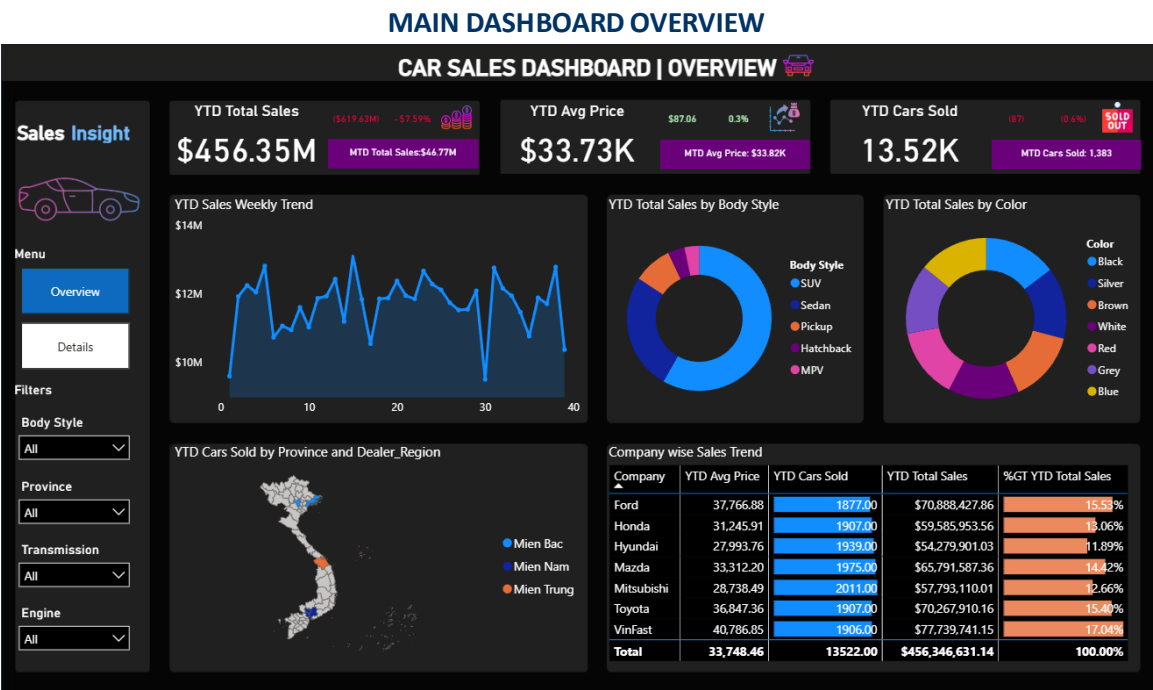 MAIN DASHBOARD OVERVIEW
CAR SALES DASHBOARD | OVERVIEW
Sales Insight
Menu
Overview
Details
Filters
Body Style
All
Province
All
Transmission
All
Engine
All
YTD Total Sales
($619.63M) -57.59%
$456.35M
MTD Total Sales:$46.77M
YTD Avg Price
$87.06 0.3%
$33.73K
MTD Avg Price: $33.82K
YTD Cars Sold
(87) (0.6%)
SOLD
OUT
13.52K
MTD Cars Sold: 1,383
YTD Sales Weekly Trend
$14M
$12M
$10M
0 10 20 30 40
YTD Total Sales by Body Style
Body Style
SUV
Sedan
Pickup
Hatchback
MPV
YTD Total Sales by Color
Color
Black
Silver
Brown
White
Red
Grey
Blue
YTD Cars Sold by Province and Dealer_Region
Mien Bac
Mien Nam
Mien Trung
Company wise Sales Trend
Company YTD Avg Price YTD Cars Sold YTD Total Sales %GT YTD Total Sales
Ford 37,766.88 1877.00 $70,888,427.86 15.53%
Honda 31,245.91 1907.00 $59,585,953.56 13.06%
Hyundai 27,993.76 1939.00 $54,279,901.03 11.89%
Mazda 33,312.20 1975.00 $65,791,587.36 14.42%
Mitsubishi 28,738.49 2011.00 $57,793,110.01 12.66%
Toyota 36,847.36 1907.00 $70,267,910.16 15.40%
VinFast 40,786.85 1906.00 $77,739,741.15 17.04%
Total 33,748.46 13522.00 $456,346,631.14 100.00%